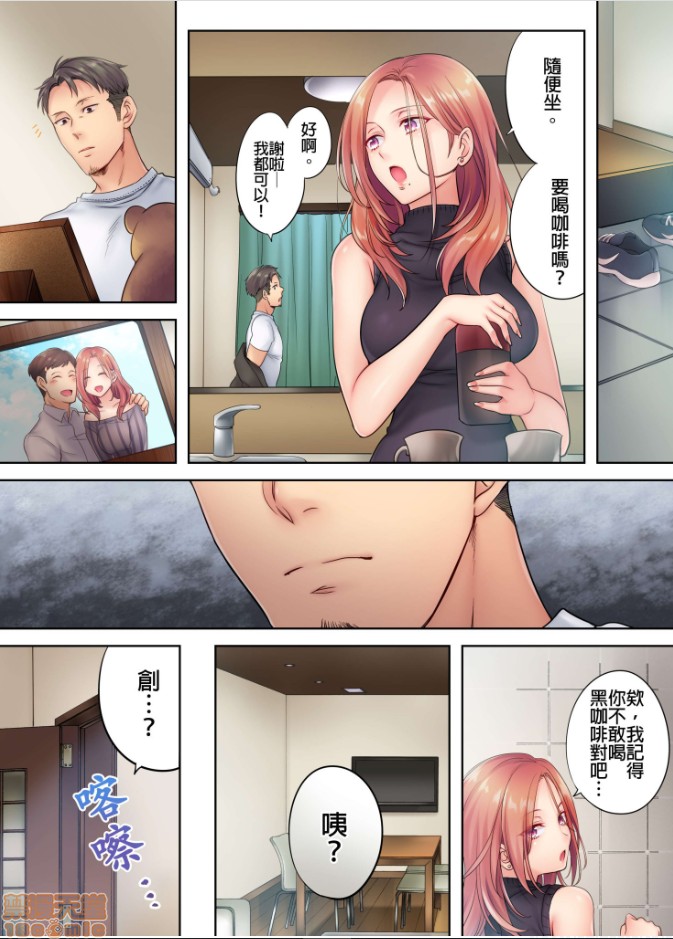 隨便坐。
要喝咖啡嗎？
好啊。
謝啦—
我都可以！
欸，我記得
你不敢喝
黑咖啡對吧…
咦？
創…？
喀嚓…